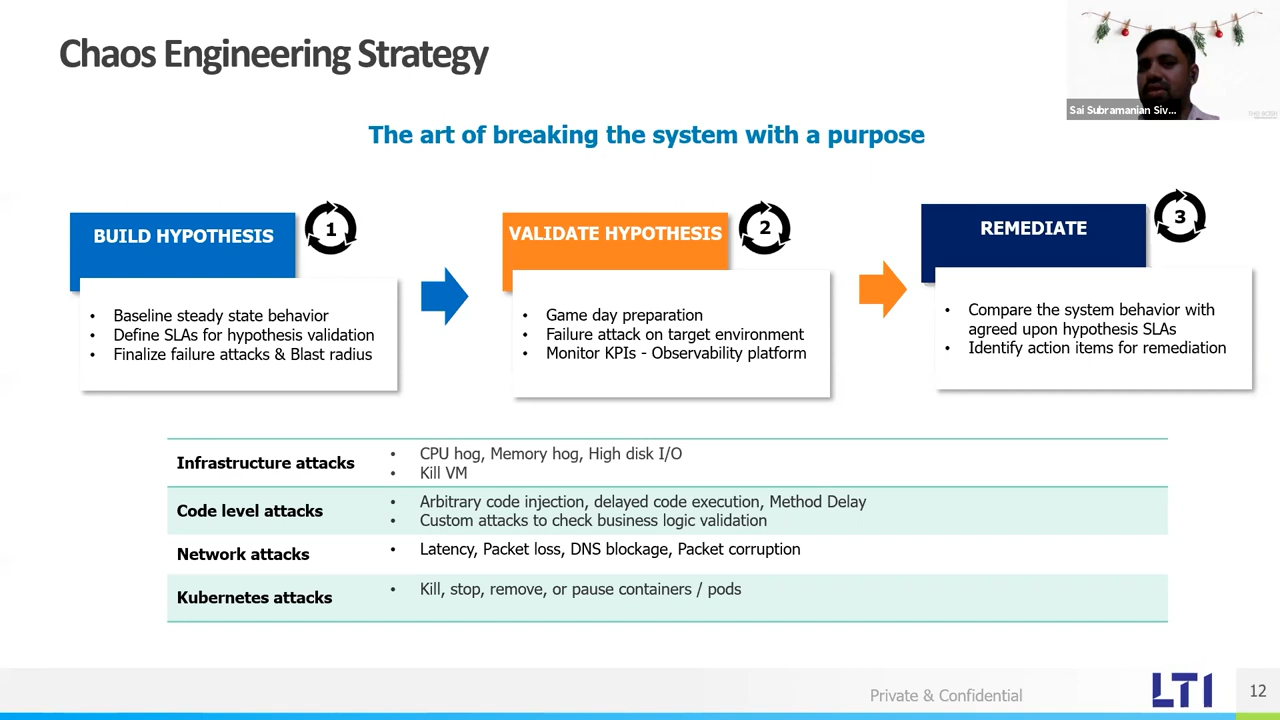 Chaos Engineering Strategy
Sai Subramanian Siv...
The art of breaking the system with a purpose
BUILD HYPOTHESIS
1
• Baseline steady state behavior
• Define SLAs for hypothesis validation
• Finalize failure attacks & Blast radius
VALIDATE HYPOTHESIS
2
• Game day preparation
• Failure attack on target environment
• Monitor KPIs - Observability platform
REMEDIATE
3
• Compare the system behavior with
agreed upon hypothesis SLAs
• Identify action items for remediation
Infrastructure attacks
• CPU hog, Memory hog, High disk I/O
• Kill VM
Code level attacks
• Arbitrary code injection, delayed code execution, Method Delay
• Custom attacks to check business logic validation
Network attacks
• Latency, Packet loss, DNS blockage, Packet corruption
Kubernetes attacks
• Kill, stop, remove, or pause containers / pods
Private & Confidential
LTI
12